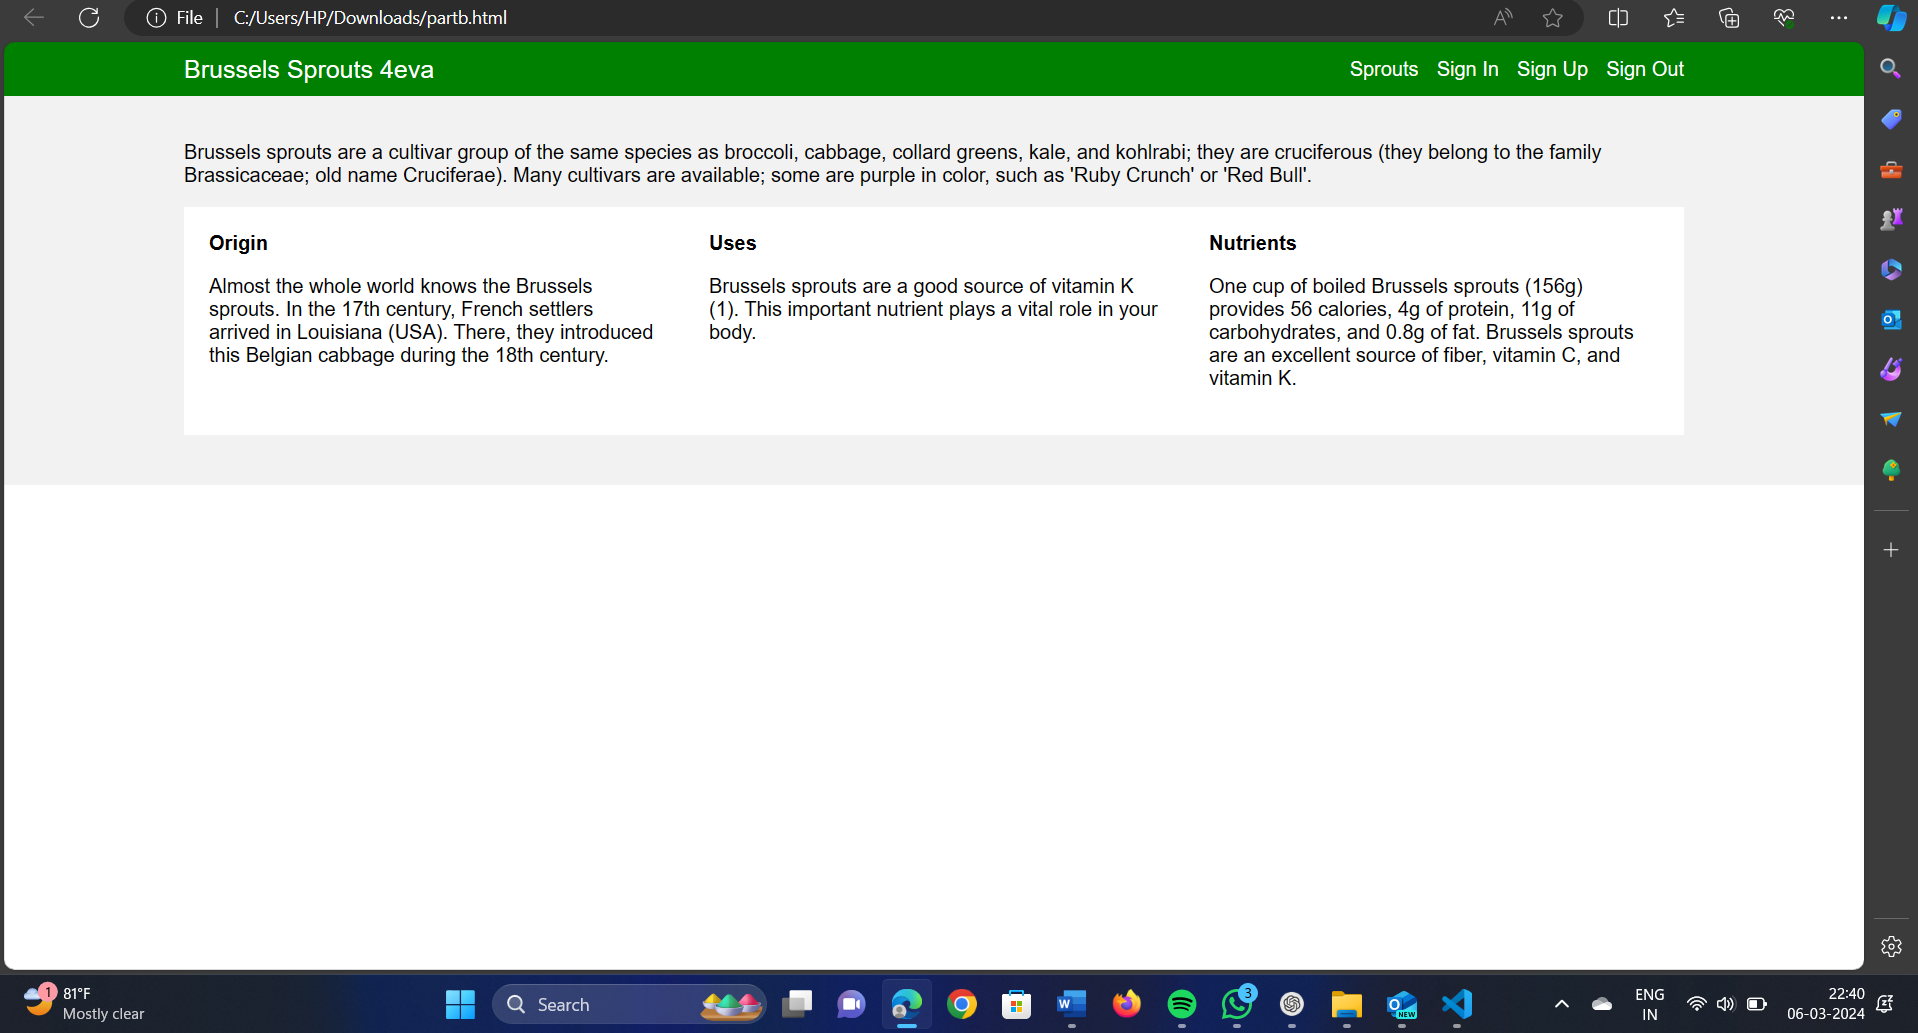 File C:/Users/HP/Downloads/partb.html
Brussels Sprouts 4eva
Sprouts Sign In Sign Up Sign Out
Brussels sprouts are a cultivar group of the same species as broccoli, cabbage, collard greens, kale, and kohlrabi; they are cruciferous (they belong to the family
Brassicaceae; old name Cruciferae). Many cultivars are available; some are purple in color, such as 'Ruby Crunch' or 'Red Bull'.
Origin
Almost the whole world knows the Brussels
sprouts. In the 17th century, French settlers
arrived in Louisiana (USA). There, they introduced
this Belgian cabbage during the 18th century.
Uses
Brussels sprouts are a good source of vitamin K
(1). This important nutrient plays a vital role in your
body.
Nutrients
One cup of boiled Brussels sprouts (156g)
provides 56 calories, 4g of protein, 11g of
carbohydrates, and 0.8g of fat. Brussels sprouts
are an excellent source of fiber, vitamin C, and
vitamin K.
1
81°F
Mostly clear
Search
W
3
NEW
ENG
IN
22:40
06-03-2024